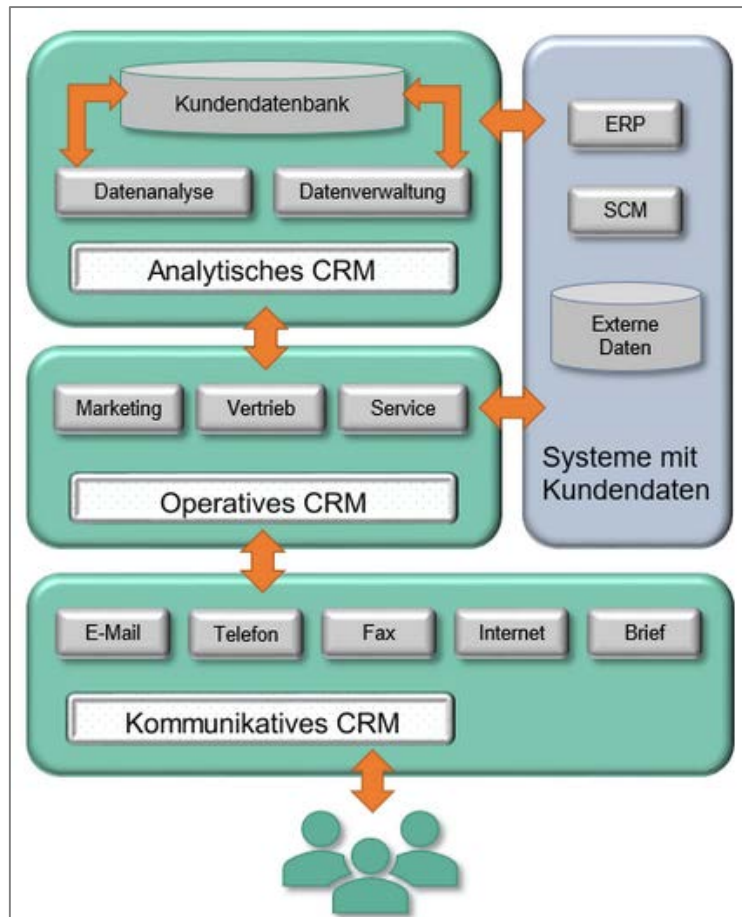 Kundendatenbank
Datenanalyse
Datenverwaltung
Analytisches CRM
ERP
SCM
Externe
Daten
Systeme mit
Kundendaten
Marketing
Vertrieb
Service
Operatives CRM
E-Mail
Telefon
Fax
Internet
Brief
Kommunikatives CRM